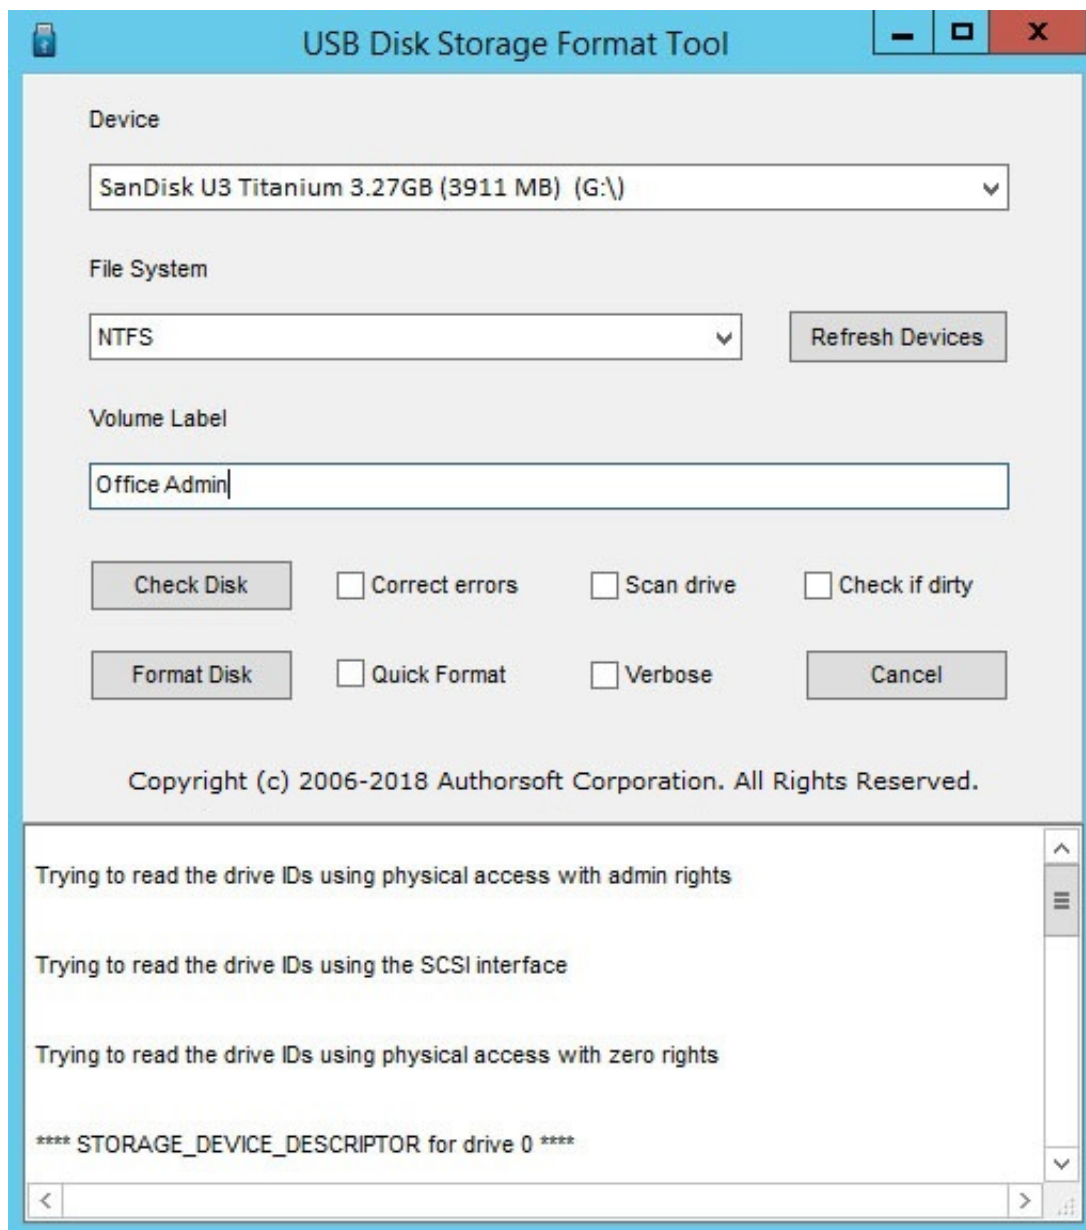 USB Disk Storage Format Tool
Device
SanDisk U3 Titanium 3.27GB (3911 MB)  (G:\)
File System
NTFS
Refresh Devices
Volume Label
Office Admin
Check Disk Correct errors Scan drive Check if dirty
Format Disk Quick Format Verbose Cancel
Copyright (c) 2006-2018 Authorsoft Corporation. All Rights Reserved.
Trying to read the drive IDs using physical access with admin rights
Trying to read the drive IDs using the SCSI interface
Trying to read the drive IDs using physical access with zero rights
**** STORAGE_DEVICE_DESCRIPTOR for drive 0 ****